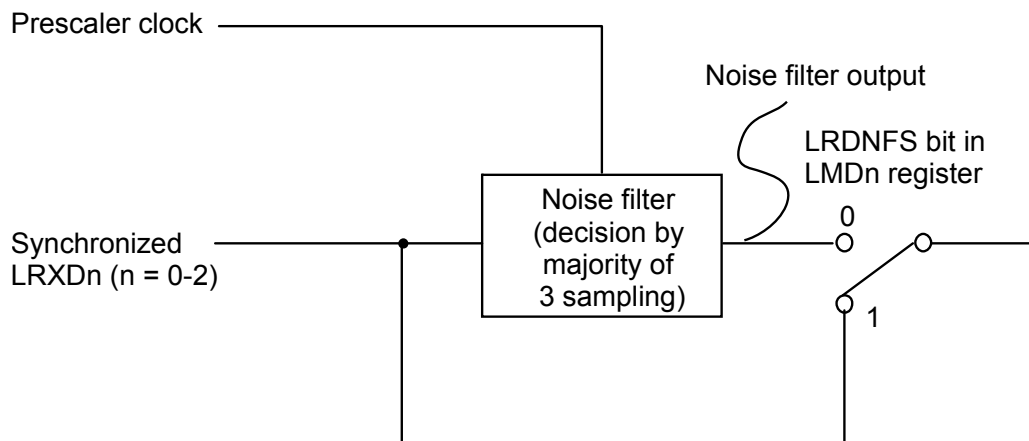 Prescaler clock
Noise filter output
LRDNFS bit in
LMDn register
Noise filter
(decision by
majority of
3 sampling)
0
Synchronized
LRXDn (n = 0-2)
1